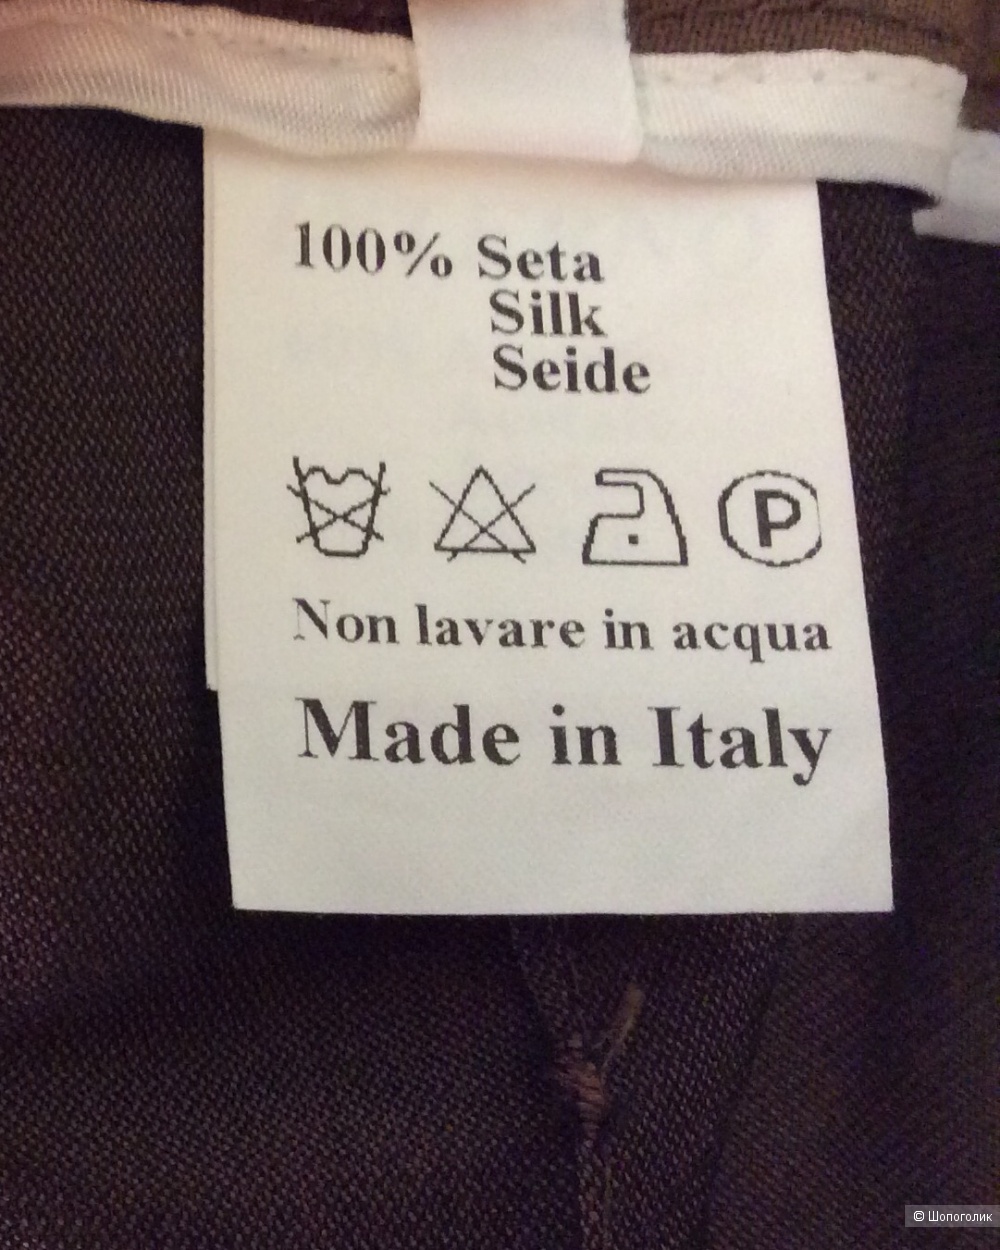 100% Seta
Silk
Seide
P
Non lavare in acqua
Made in Italy
© Шопоголик